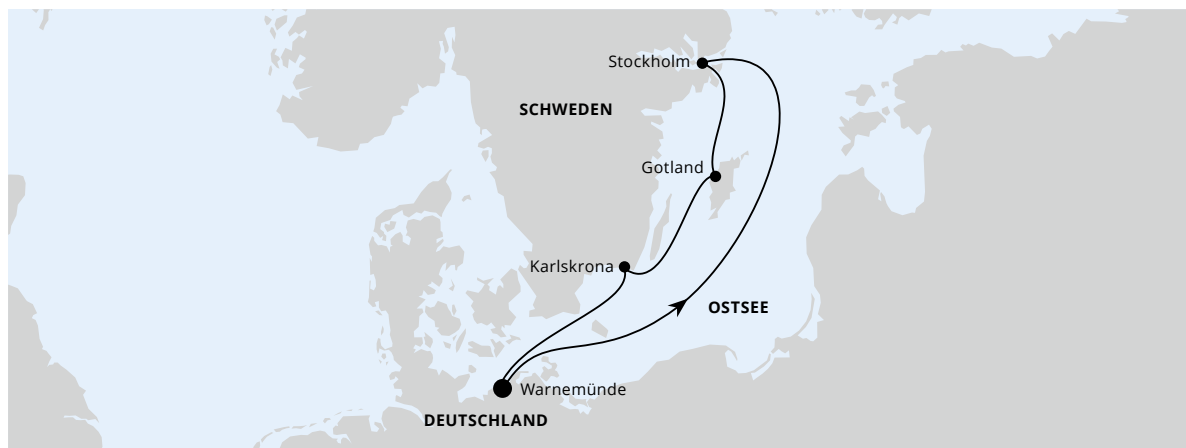 Stockholm
SCHWEDEN
Gotland
Karlskrona
OSTSEE
Warnemünde
DEUTSCHLAND